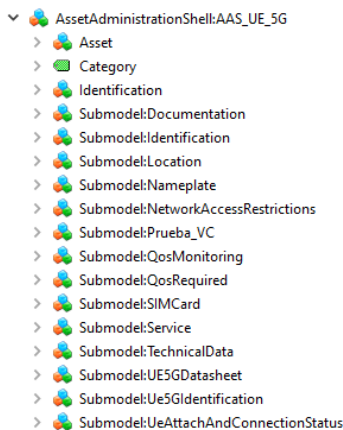 AssetAdministrationShell:AAS_UE_5G
Asset
Category
Identification
Submodel:Documentation
Submodel:Identification
Submodel:Location
Submodel:Nameplate
Submodel:NetworkAccessRestrictions
Submodel:Prueba_VC
Submodel:QosMonitoring
Submodel:QosRequired
Submodel:SIMCard
Submodel:Service
Submodel:TechnicalData
Submodel:UE5GDatasheet
Submodel:Ue5GIdentification
Submodel:UeAttachAndConnectionStatus